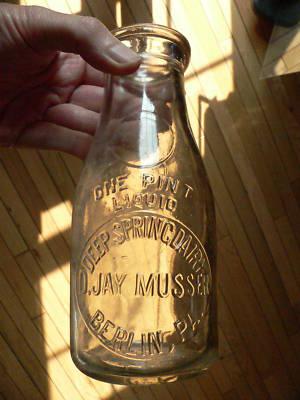 ONE PINT
LIQUID
DEEP SPRING DAIRY
D. JAY MUSSER
BERLIN, PA.